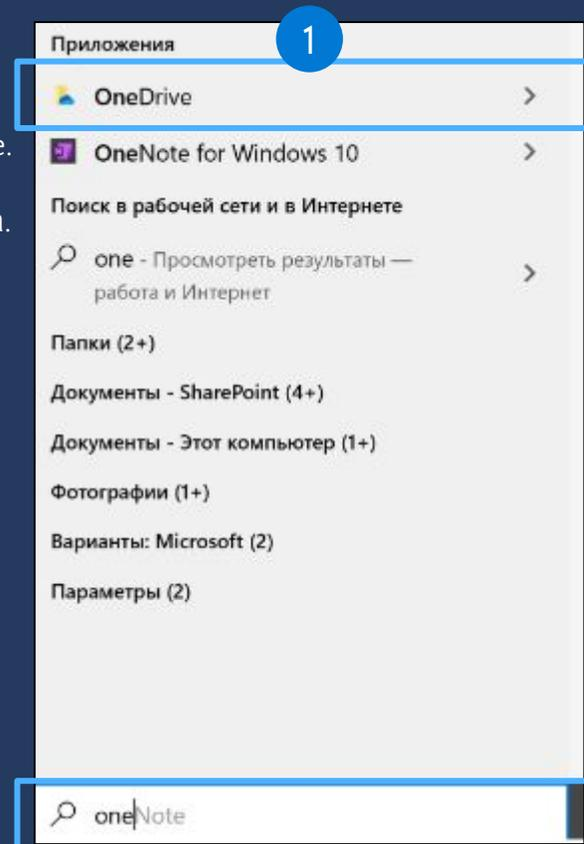 1
Приложения
OneDrive
е.
OneNote for Windows 10
Поиск в рабочей сети и в Интернете
one - Просмотреть результаты —
работа и Интернет
Папки (2+)
Документы - SharePoint (4+)
Документы - Этот компьютер (1+)
Фотографии (1+)
Варианты: Microsoft (2)
Параметры (2)
oneNote